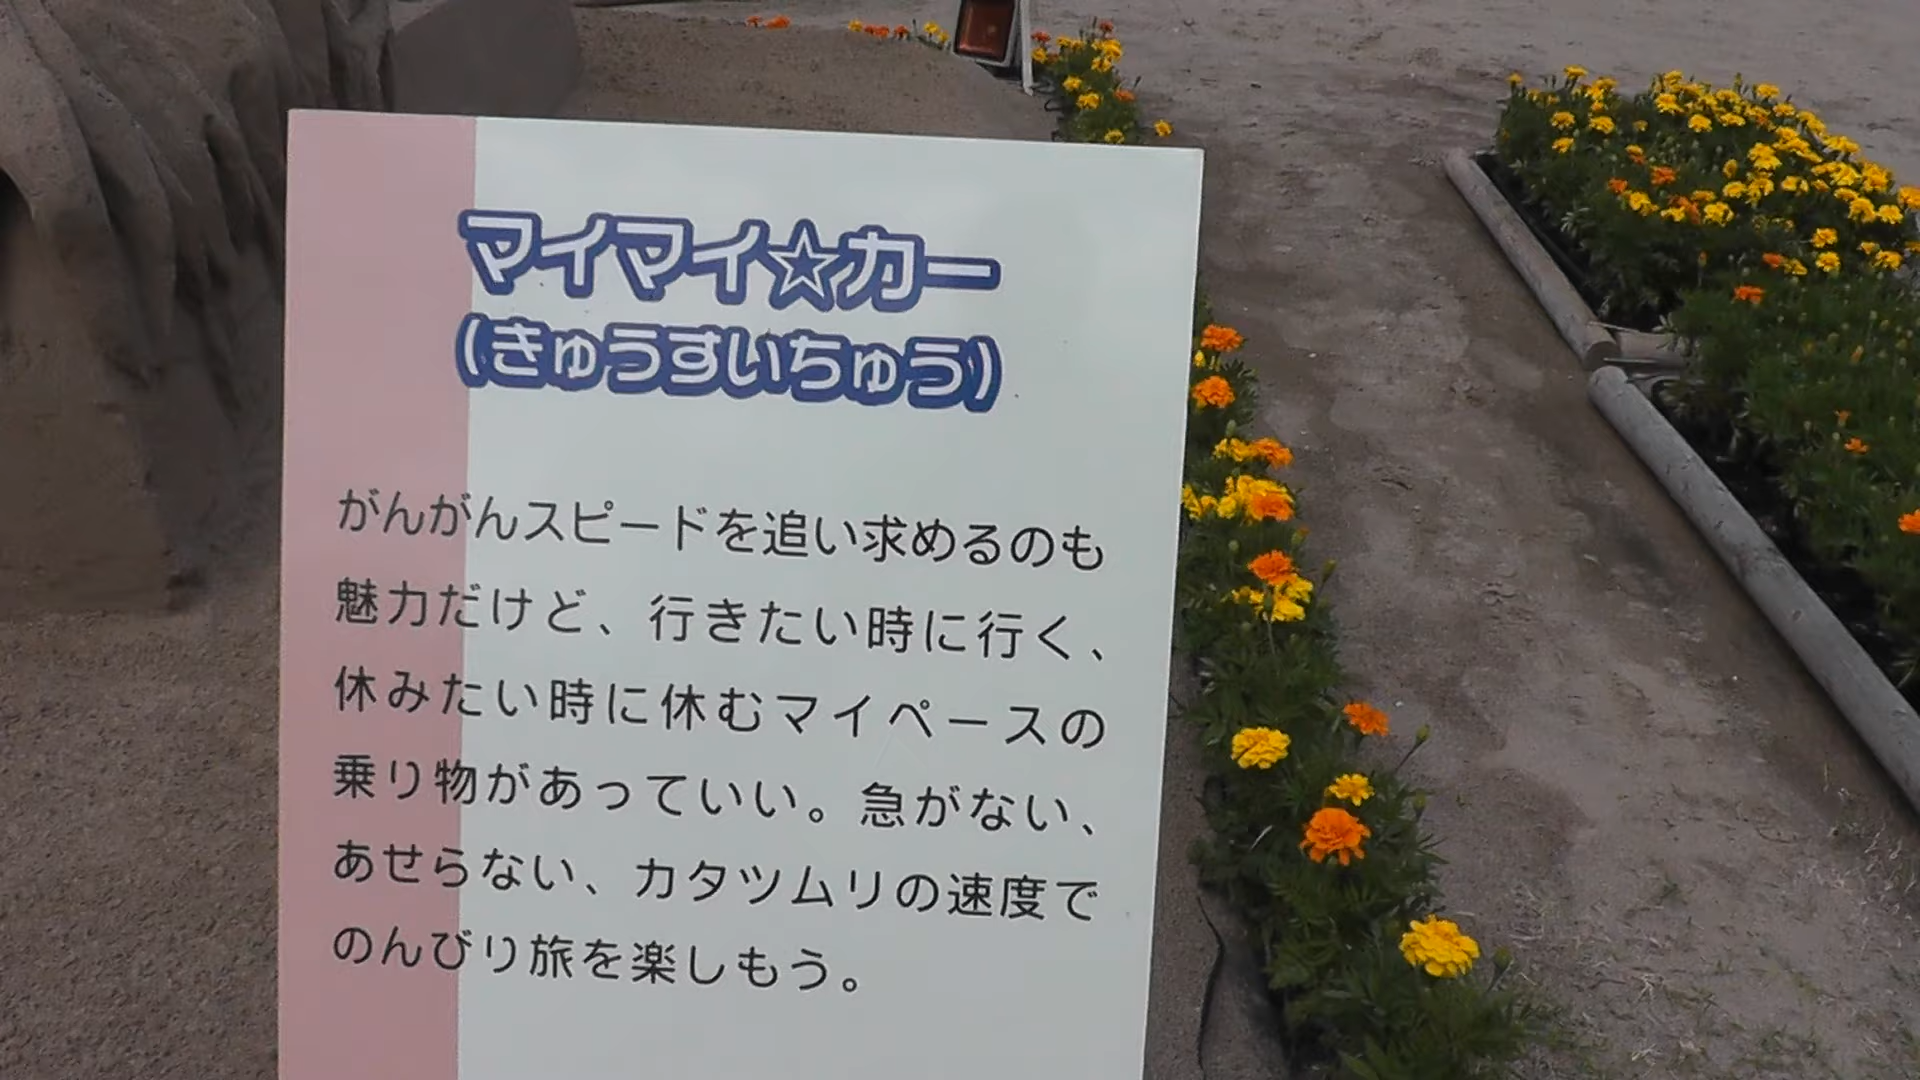 マイマイ☆カー
(きゅうすいちゅう)
がんがんスピードを追い求めるのも
魅力だけど、行きたい時に行く、
休みたい時に休むマイペースの
乗り物があっていい。急がない、
あせらない、カタツムリの速度で
のんびり旅を楽しもう。